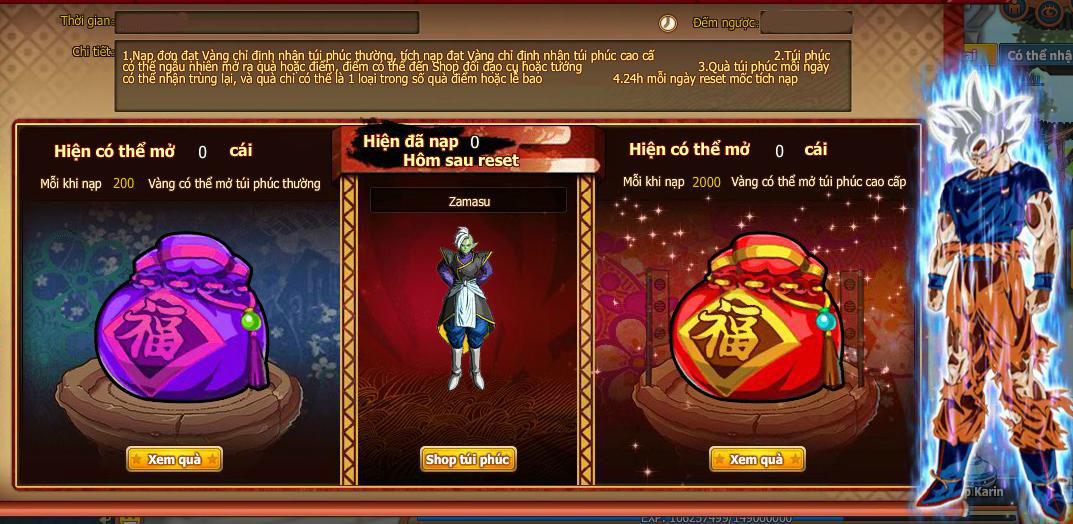 Thời gian:
Đếm ngược:
Chi tiết:
1.Nạp đơn đạt Vàng chỉ định nhận túi phúc thường, tích nạp đạt Vàng chỉ định nhận túi phúc cao cấ 2.Túi phúc
có thể ngẫu nhiên mở ra quà hoặc điểm, điểm có thể đến Shop đổi đạo cụ hoặc tướng 3.Quà túi phúc mỗi ngày
có thể nhận trùng lại, và quà chỉ có thể là 1 loại trong số quà điểm hoặc lễ bao 4.24h mỗi ngày reset mốc tích nạp
Có thể nhậ
Hiện có thể mở 0 cái
Mỗi khi nạp 200 Vàng có thể mở túi phúc thường
福
Xem quà
Hiện đã nạp 0
Hôm sau reset
Zamasu
Shop túi phúc
Hiện có thể mở 0 cái
Mỗi khi nạp 2000 Vàng có thể mở túi phúc cao cấp
福
Xem quà
Karin
EXP: 106257499/149000000